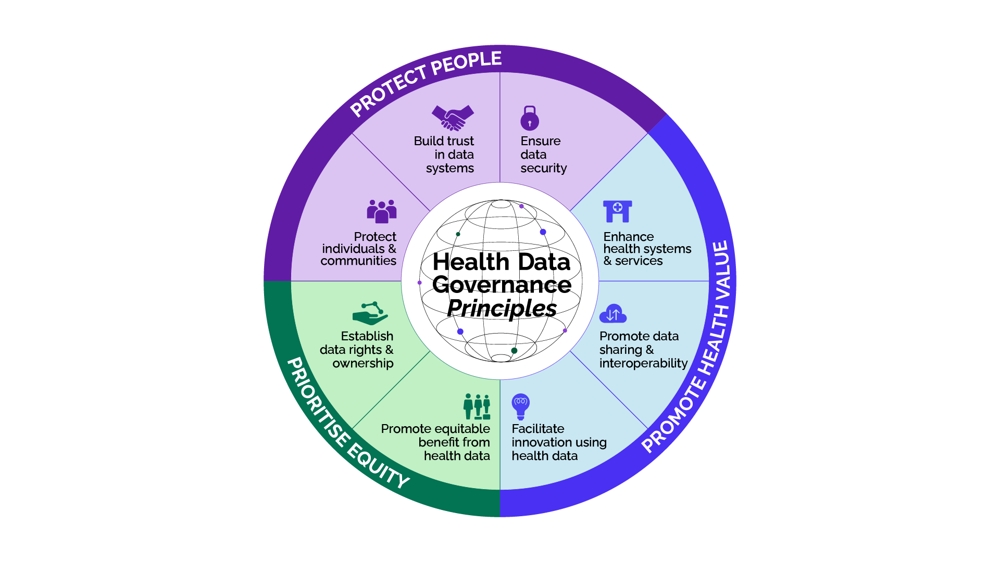 PROTECT PEOPLE
Build trust
in data
systems
Ensure
data
security
Protect
individuals &
communities
Enhance
health systems
& services
Health Data
Governance
Principles
Establish
data rights &
ownership
Promote data
sharing &
interoperability
Promote equitable
benefit from
health data
Facilitate
innovation using
health data
PRIORITISE EQUITY
PROMOTE HEALTH VALUE